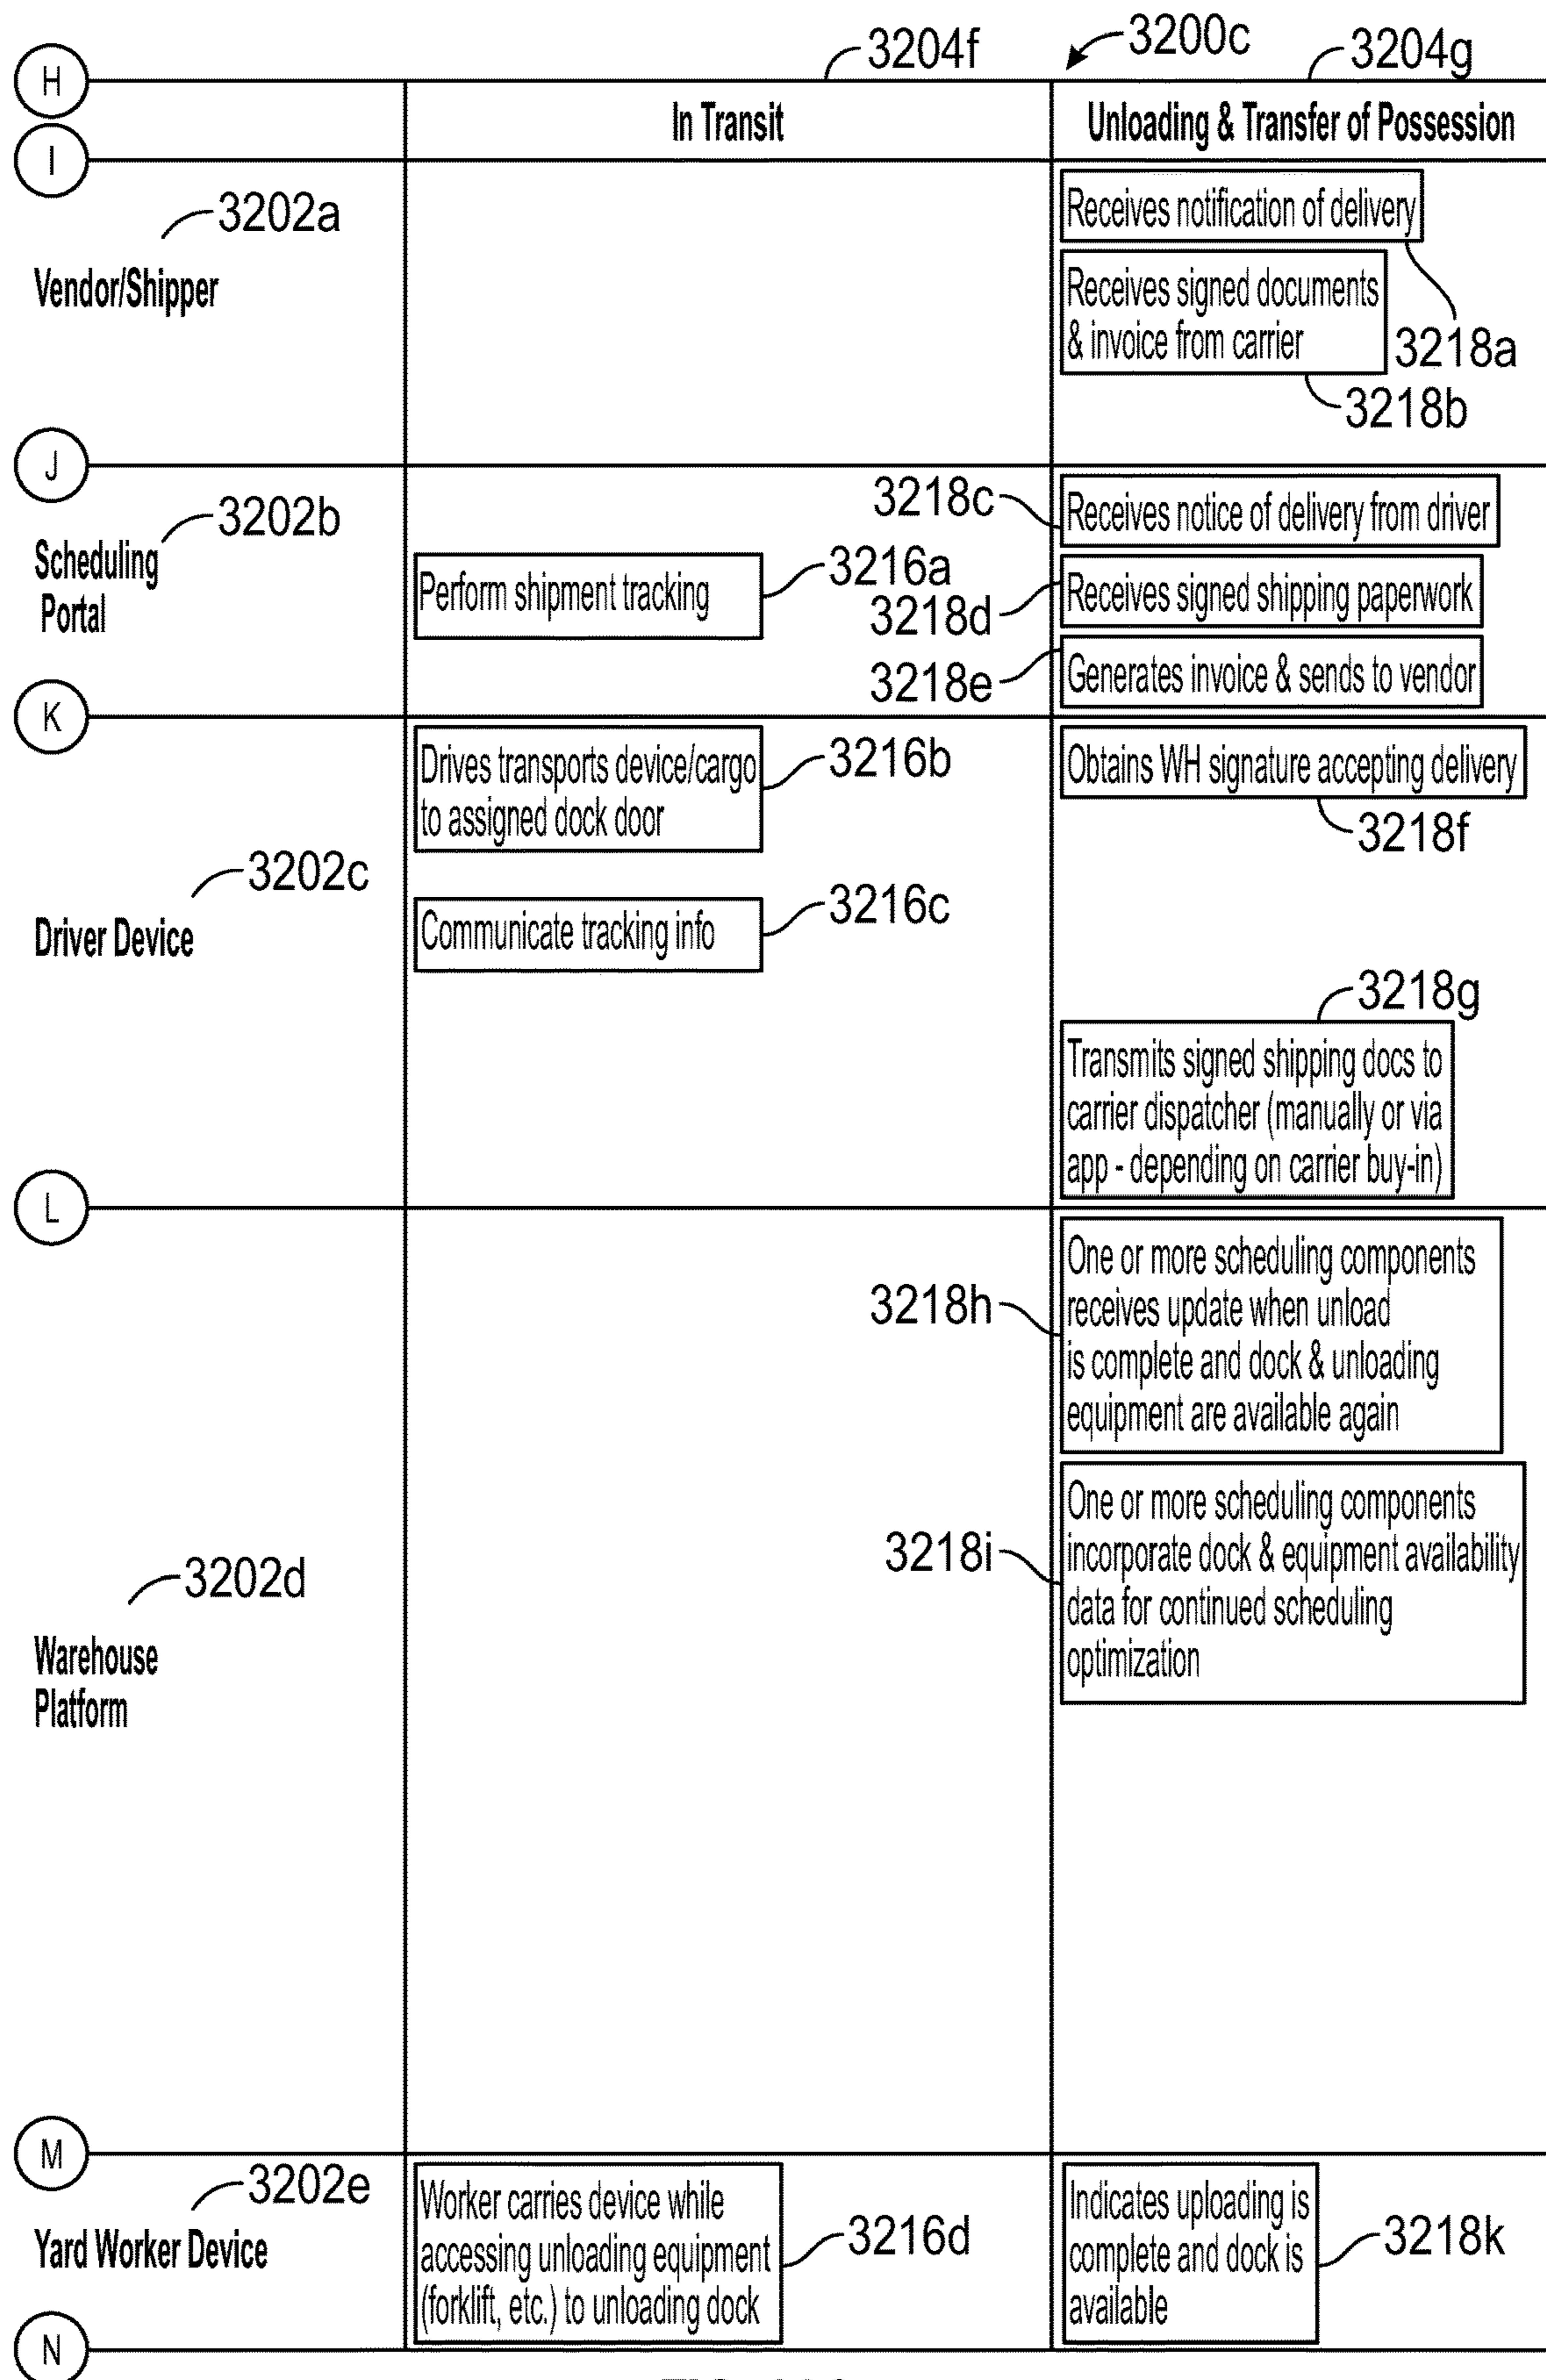 3204f
3200c
3204g
H
In Transit
Unloading & Transfer of Possession
I
3202a
Vendor/Shipper
Receives notification of delivery
3218a
Receives signed documents
& invoice from carrier
3218b
J
3202b
Scheduling
Portal
Perform shipment tracking
3216a
3218c
Receives notice of delivery from driver
3218d
Receives signed shipping paperwork
3218e
Generates invoice & sends to vendor
K
3202c
Driver Device
Drives transports device/cargo
to assigned dock door
3216b
Communicate tracking info
3216c
Obtains WH signature accepting delivery
3218f
3218g
Transmits signed shipping docs to
carrier dispatcher (manually or via
app - depending on carrier buy-in)
L
3202d
Warehouse
Platform
3218h
One or more scheduling components
receives update when unload
is complete and dock & unloading
equipment are available again
3218i
One or more scheduling components
incorporate dock & equipment availability
data for continued scheduling
optimization
M
3202e
Yard Worker Device
Worker carries device while
accessing unloading equipment
(forklift, etc.) to unloading dock
3216d
Indicates uploading is
complete and dock is
available
3218k
N